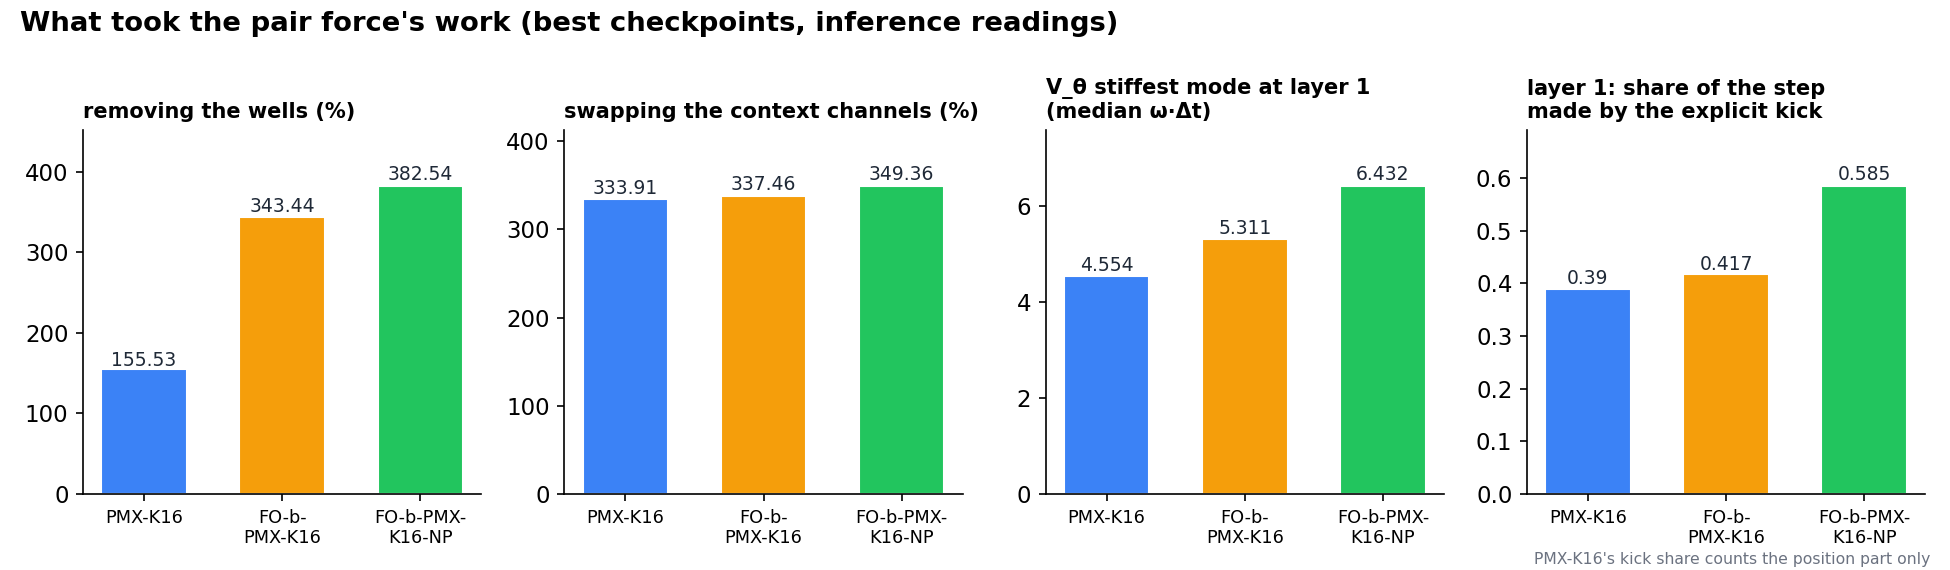 What took the pair force's work (best checkpoints, inference readings)
removing the wells (%)
400
300
200
100
0
155.53
343.44
382.54
PMX-K16
FO-b-
PMX-K16
FO-b-PMX-
K16-NP
swapping the context channels (%)
400
300
200
100
0
333.91
337.46
349.36
PMX-K16
FO-b-
PMX-K16
FO-b-PMX-
K16-NP
V_θ stiffest mode at layer 1
(median ω·Δt)
6
4
2
0
4.554
5.311
6.432
PMX-K16
FO-b-
PMX-K16
FO-b-PMX-
K16-NP
layer 1: share of the step
made by the explicit kick
0.6
0.5
0.4
0.3
0.2
0.1
0.0
0.39
0.417
0.585
PMX-K16
FO-b-
PMX-K16
FO-b-PMX-
K16-NP
PMX-K16's kick share counts the position part only